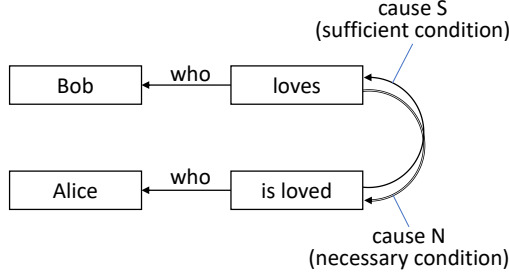 cause S
(sufficient condition)
Bob
who
loves
Alice
who
is loved
cause N
(necessary condition)